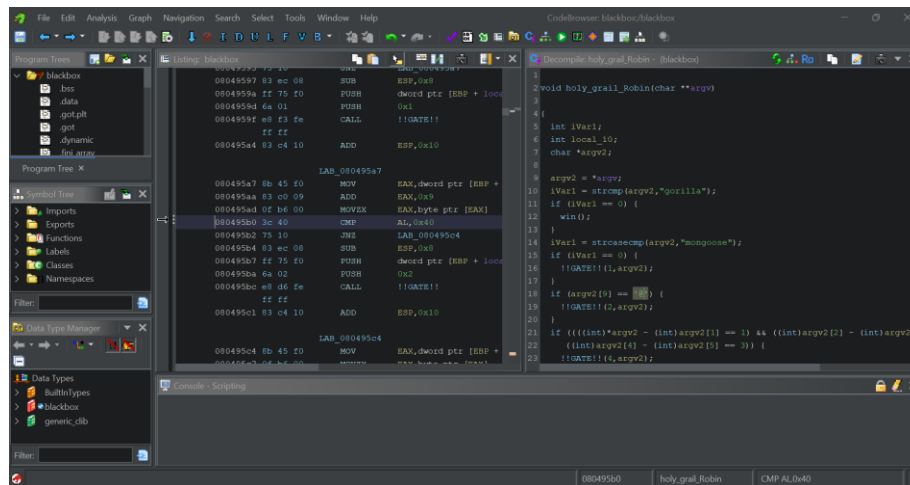 File Edit Analysis Graph Navigation Search Select Tools Window Help
CodeBrowser: blackbox:/blackbox
I D U L F V B
Program Trees
blackbox
.bss
.data
.got.plt
.got
.dynamic
.fini_array
Program Tree ×
Symbol Tree
Imports
Exports
Functions
Labels
Classes
Namespaces
Filter:
Data Type Manager
Data Types
BuiltInTypes
blackbox
generic_clib
Filter:
Listing: blackbox
08049595 75 10 JNZ LAB_080495a7
08049597 83 ec 08 SUB ESP,0x8
0804959a ff 75 f0 PUSH dword ptr [EBP + loca
0804959d 6a 01 PUSH 0x1
0804959f e8 f3 fe CALL !!GATE!!
ff ff
080495a4 83 c4 10 ADD ESP,0x10
LAB_080495a7
080495a7 8b 45 f0 MOV EAX,dword ptr [EBP +
080495aa 83 c0 09 ADD EAX,0x9
080495ad 0f b6 00 MOVZX EAX,byte ptr [EAX]
080495b0 3c 40 CMP AL,0x40
080495b2 75 10 JNZ LAB_080495c4
080495b4 83 ec 08 SUB ESP,0x8
080495b7 ff 75 f0 PUSH dword ptr [EBP + loca
080495ba 6a 02 PUSH 0x2
080495bc e8 d6 fe CALL !!GATE!!
ff ff
080495c1 83 c4 10 ADD ESP,0x10
LAB_080495c4
080495c4 8b 45 f0 MOV EAX,dword ptr [EBP +
Decompile: holy_grail_Robin - (blackbox)
Ro
1
2 void holy_grail_Robin(char **argv)
3
4 {
5 int iVar1;
6 int local_10;
7 char *argv2;
8
9 argv2 = *argv;
10 iVar1 = strcmp(argv2,"gorilla");
11 if (iVar1 == 0) {
12 win();
13 }
14 iVar1 = strcasecmp(argv2,"mongoose");
15 if (iVar1 == 0) {
16 !!GATE!!(1,argv2);
17 }
18 if (argv2[9] == '@') {
19 !!GATE!!(2,argv2);
20 }
21 if ((((int)*argv2 - (int)argv2[1] == 1) && ((int)argv2[2] - (int)argv2
22 ((int)argv2[4] - (int)argv2[5] == 3)) {
23 !!GATE!!(4,argv2);
Console - Scripting
080495b0 holy_grail_Robin CMP AL,0x40